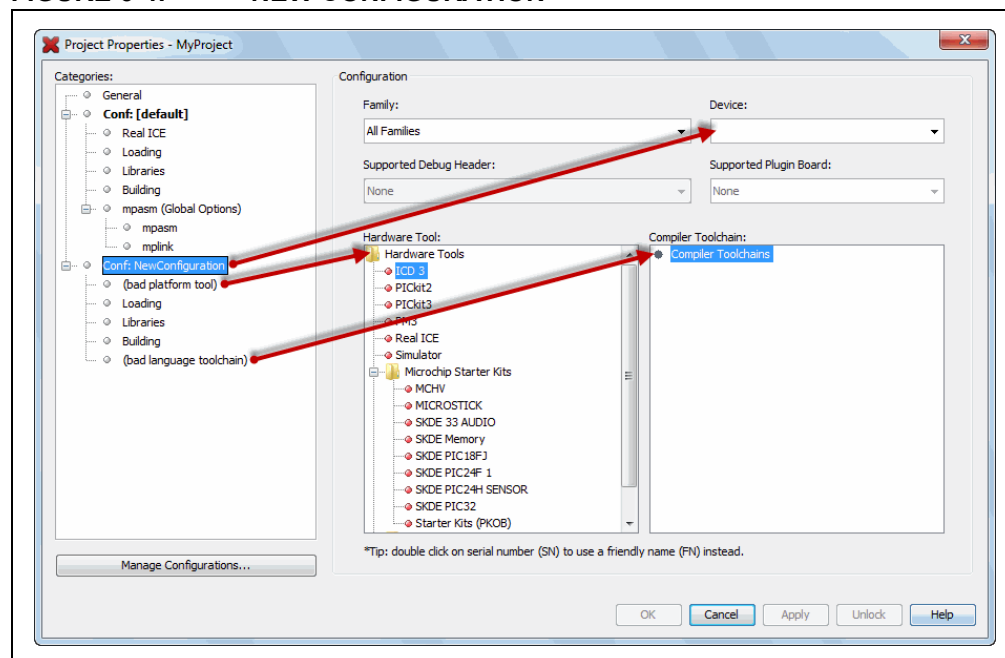 Project Properties - MyProject
Categories:
General
Conf: [default]
Real ICE
Loading
Libraries
Building
mpasm (Global Options)
mpasm
mplink
Conf: NewConfiguration
(bad platform tool)
Loading
Libraries
Building
(bad language toolchain)
Manage Configurations...
Configuration
Family:
All Families
Device:
Supported Debug Header:
None
Supported Plugin Board:
None
Hardware Tool:
Hardware Tools
ICD 3
PICkit2
PICkit3
PM3
Real ICE
Simulator
Microchip Starter Kits
MCHV
MICROSTICK
SKDE 33 AUDIO
SKDE Memory
SKDE PIC18FJ
SKDE PIC24F 1
SKDE PIC24H SENSOR
SKDE PIC32
Starter Kits (PKOB)
Compiler Toolchain:
Compiler Toolchains
*Tip: double click on serial number (SN) to use a friendly name (FN) instead.
OK
Cancel
Apply
Unlock
Help